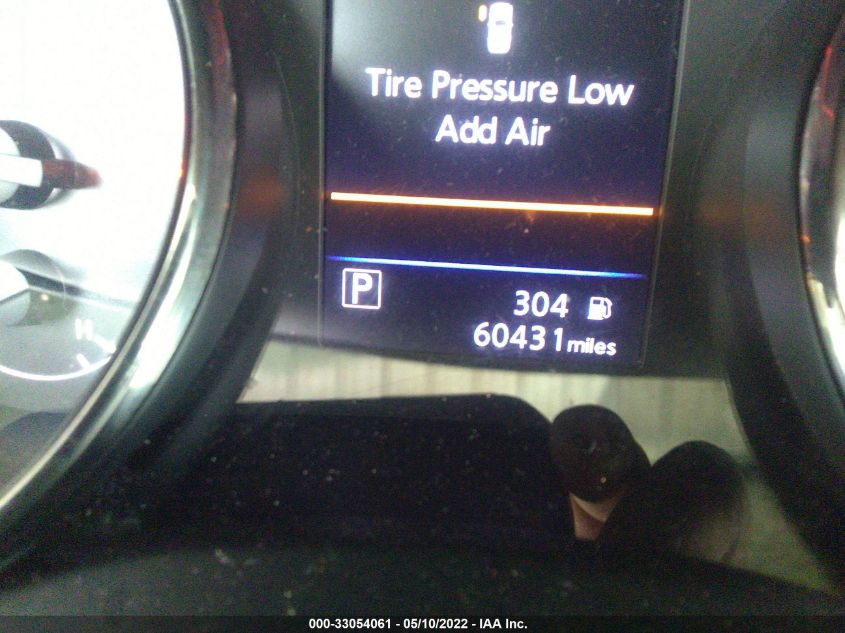 Tire Pressure Low
Add Air
P
304
60431 miles
H
000-33054061 - 05/10/2022 - IAA Inc.